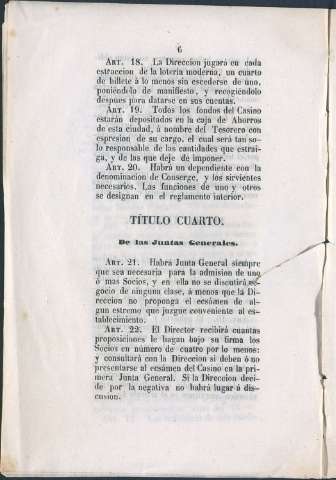 6
ART. 18. La Direccion jugorá en cada
estraccion de la lotería moderna, un cuarto
de billete á lo menos sin escederse de uno,
poniéndolo de manifiesto, y recogiéndolo
despues para datarse en sus cuentas.
ART. 19. Todos los fondos del Casino
estarán depositados en la caja de Ahorros
de esta ciudad, á nombre del Tesorero con
espresion de su cargo, el cual será tan so-
lo responsable de las cantidades que estrai-
ga, y de las que deje de imponer.
ART. 20. Habrá un dependiente con la
denominacion de Conserge, y los sirvientes
necesarios. Las funciones de uno y otros
se designan en el reglamento interior.
TÍTULO CUARTO.
De las Juntas Generales.
ART. 21. Habrá Junta General siempre
que sea necesaria para la admision de uno
ó mas Socios, y en ella no se discutirá ne-
gocio de ninguna clase, á menos que la Di-
reccion no proponga el ecsámen de al-
gun estremo que juzgue conveniente al es-
tablecimiento.
ART. 22. El Director recibirá cuantas
proposiciones le hagan bajo su firma los
Socios en número de cuatro por lo menos;
y consultará con la Direccion si deben ó no
presentarse al ecsámen del Casino en la pri-
mera Junta General. Si la Direccion deci-
de por la negativa no habrá lugar á dis-
cusion.